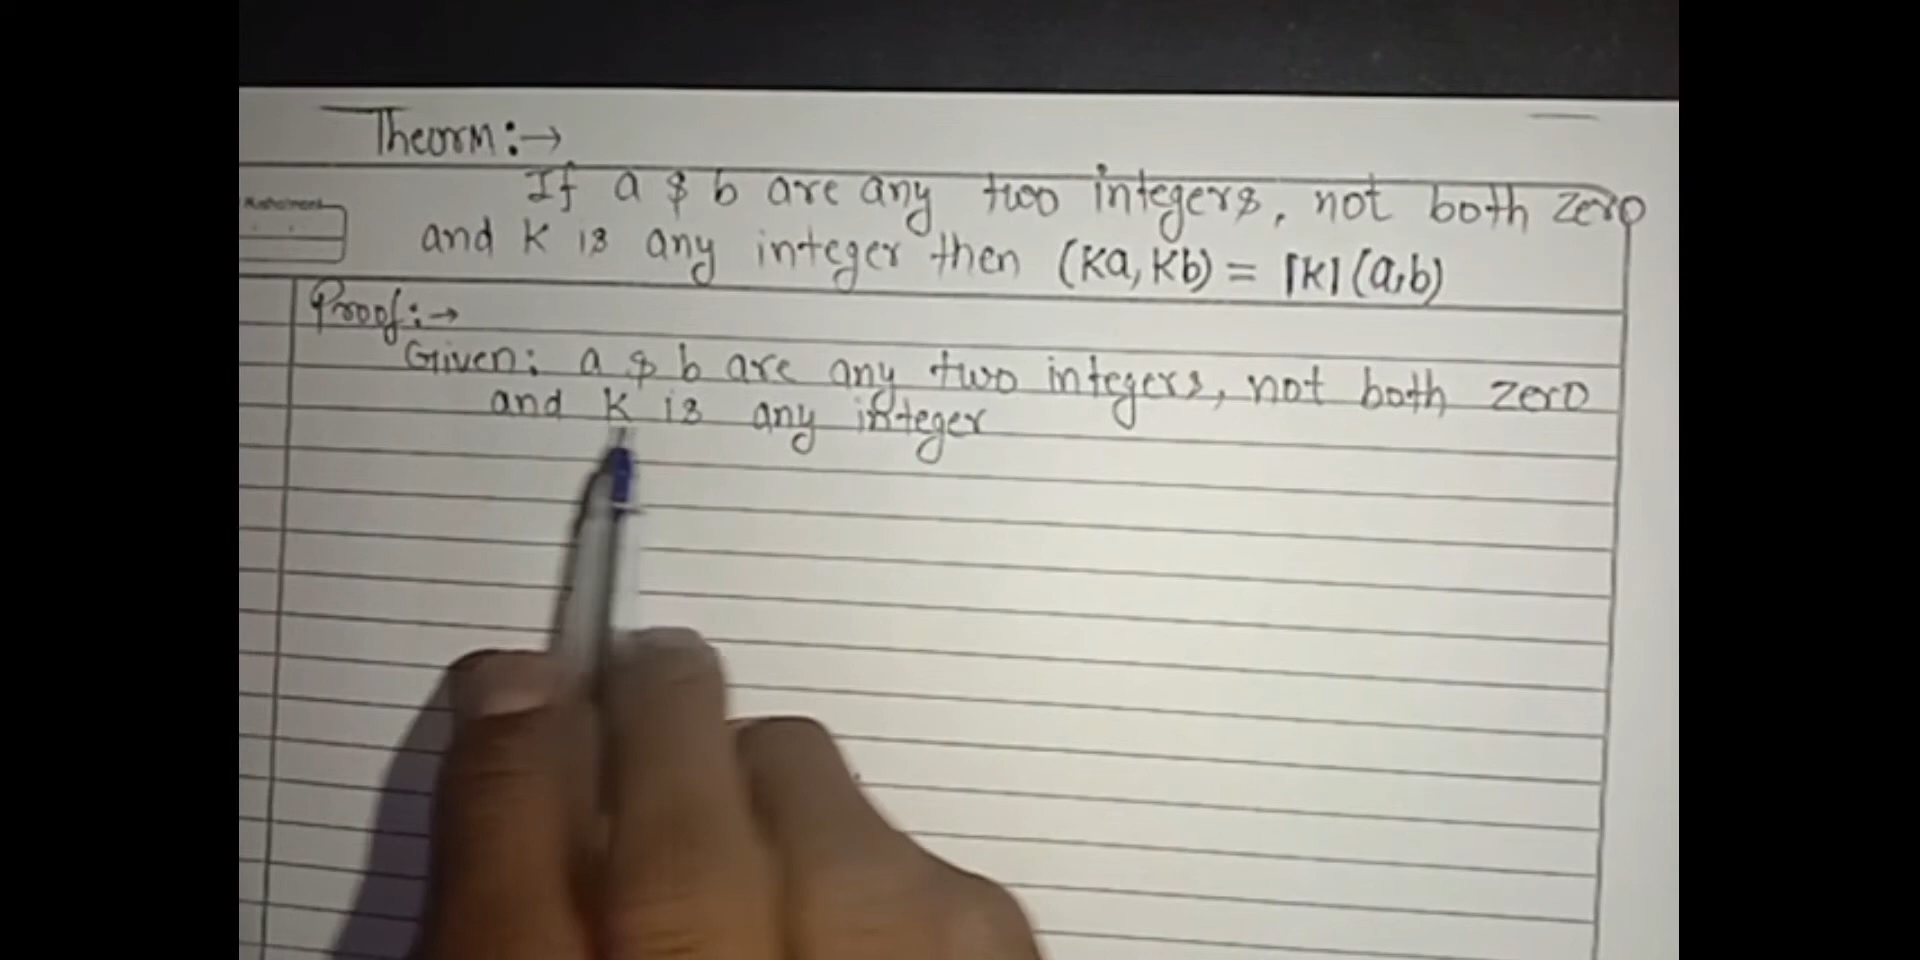 Theorm:→
If a & b are any two integers, not both zero
and K is any integer then (Ka, Kb) = |K| (a,b)
Proof:→
Given: a & b are any two integers, not both zero
and K is any integer